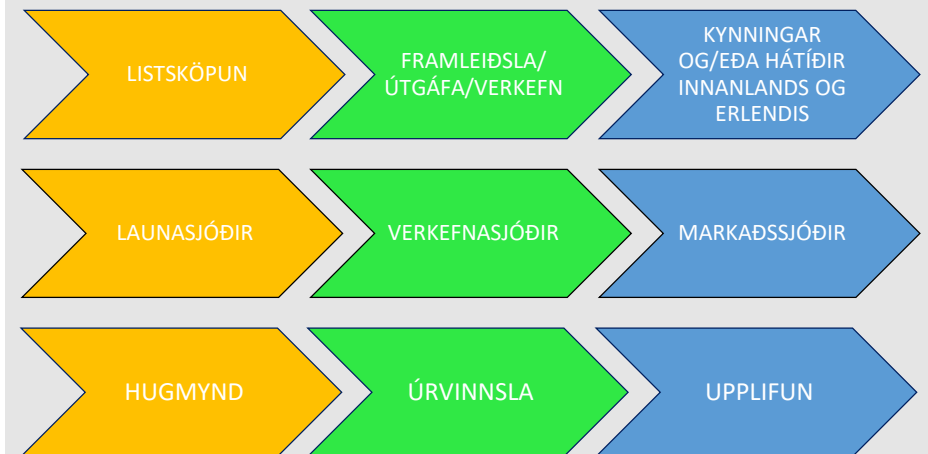 LISTSKÖPUN
FRAMLEIÐSLA/
ÚTGÁFA/VERKEFN
KYNNINGAR
OG/EÐA HÁTÍÐIR
INNANLANDS OG
ERLENDIS
LAUNASJÓÐIR
VERKEFNASJÓÐIR
MARKAÐSSJÓÐIR
HUGMYND
ÚRVINNSLA
UPPLIFUN